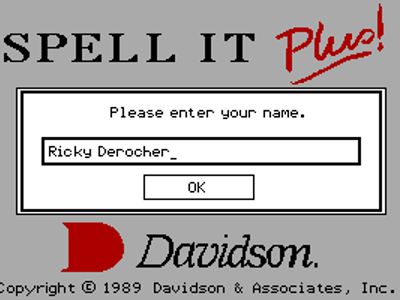 SPELL IT Plus!
Please enter your name.
Ricky Derocher_
OK
Davidson.
Copyright © 1989 Davidson & Associates, Inc.